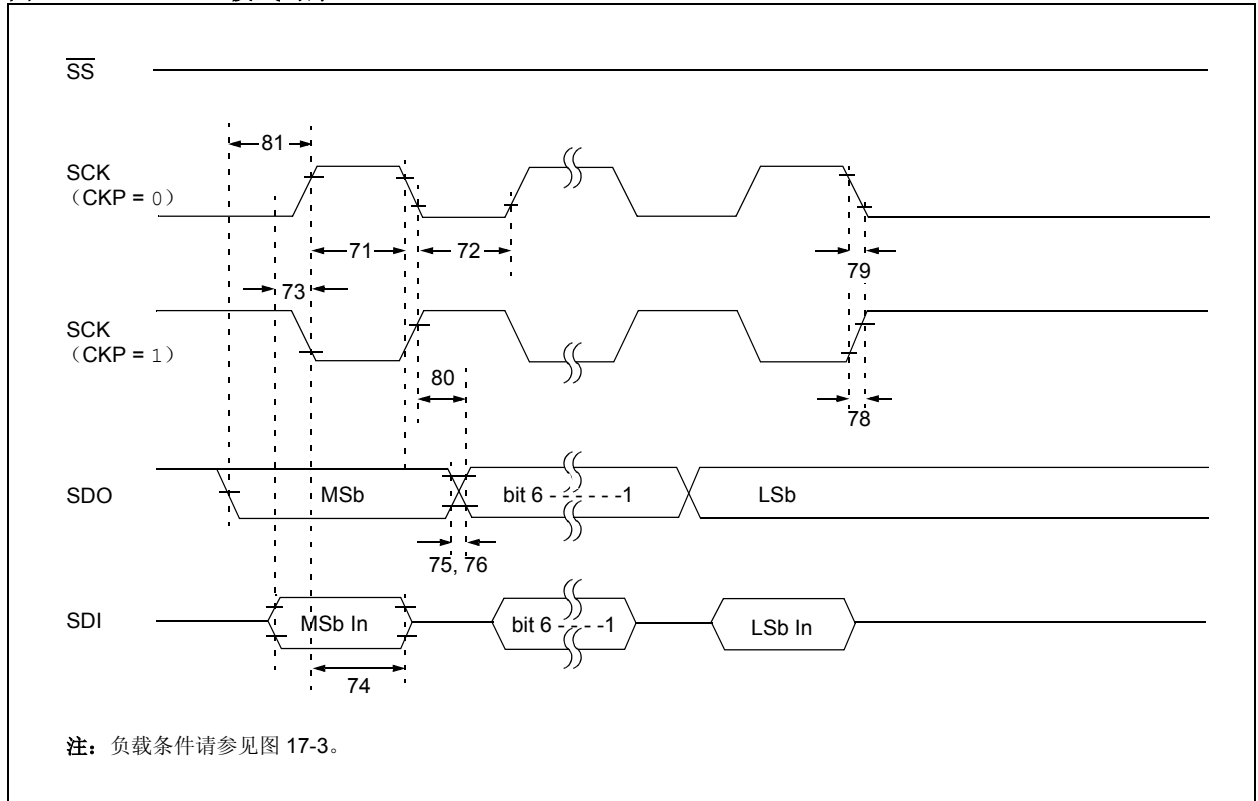 SS
81
SCK
（CKP = 0）
71
72
79
73
SCK
（CKP = 1）
80
78
SDO
MSb
bit 6 - - - - - - -1
LSb
75, 76
SDI
MSb In
bit 6 - - - - -1
LSb In
74
注：负载条件请参见图 17-3。